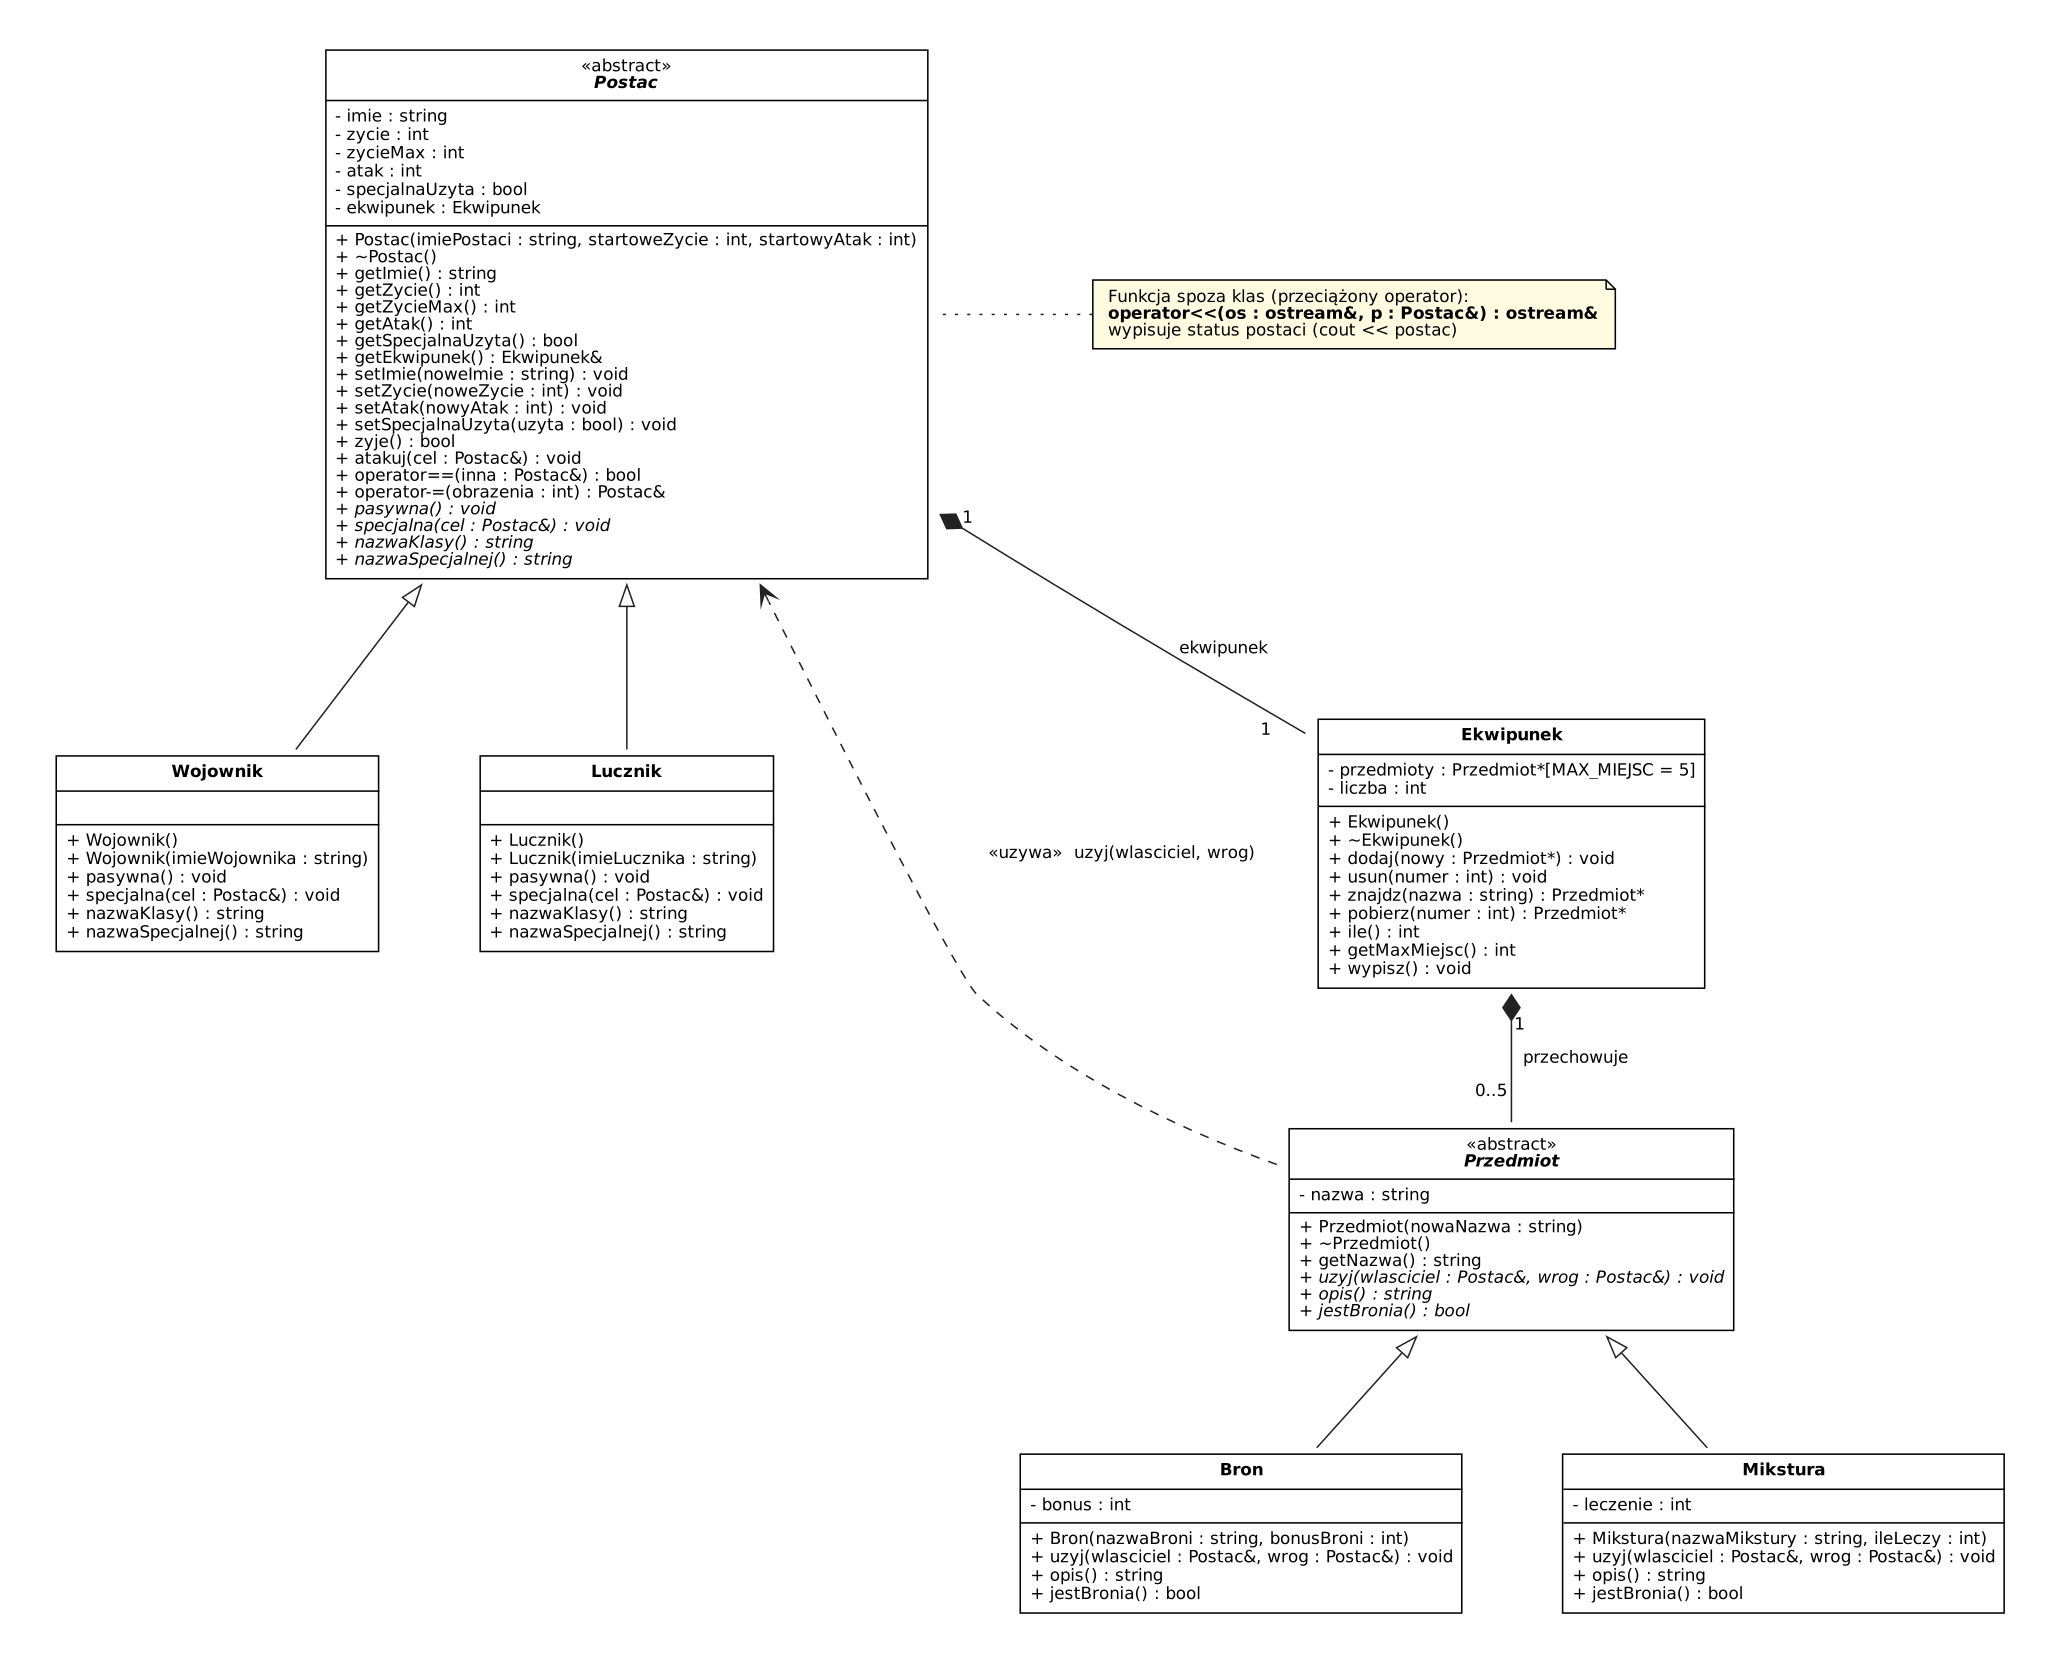 «abstract»
Postac
- imie : string
- zycie : int
- zycieMax : int
- atak : int
- specjalnaUzyta : bool
- ekwipunek : Ekwipunek
+ Postac(imiePostaci : string, startoweZycie : int, startowyAtak : int)
+ ~Postac()
+ getImie() : string
+ getZycie() : int
+ getZycieMax() : int
+ getAtak() : int
+ getSpecjalnaUzyta() : bool
+ getEkwipunek() : Ekwipunek&
+ setImie(noweImie : string) : void
+ setZycie(noweZycie : int) : void
+ setAtak(nowyAtak : int) : void
+ setSpecjalnaUzyta(uzyta : bool) : void
+ zyje() : bool
+ atakuj(cel : Postac&) : void
+ operator==(inna : Postac&) : bool
+ operator-=(obrazenia : int) : Postac&
+ pasywna() : void
+ specjalna(cel : Postac&) : void
+ nazwaKlasy() : string
+ nazwaSpecjalnej() : string
Funkcja spoza klas (przeciążony operator):
operator<<(os : ostream&, p : Postac&) : ostream&
wypisuje status postaci (cout << postac)
1
ekwipunek
1
Wojownik
+ Wojownik()
+ Wojownik(imieWojownika : string)
+ pasywna() : void
+ specjalna(cel : Postac&) : void
+ nazwaKlasy() : string
+ nazwaSpecjalnej() : string
Lucznik
+ Lucznik()
+ Lucznik(imieLucznika : string)
+ pasywna() : void
+ specjalna(cel : Postac&) : void
+ nazwaKlasy() : string
+ nazwaSpecjalnej() : string
«uzywa»  uzyj(wlasciciel, wrog)
Ekwipunek
- przedmioty : Przedmiot*[MAX_MIEJSC = 5]
- liczba : int
+ Ekwipunek()
+ ~Ekwipunek()
+ dodaj(nowy : Przedmiot*) : void
+ usun(numer : int) : void
+ znajdz(nazwa : string) : Przedmiot*
+ pobierz(numer : int) : Przedmiot*
+ ile() : int
+ getMaxMiejsc() : int
+ wypisz() : void
1
przechowuje
0..5
«abstract»
Przedmiot
- nazwa : string
+ Przedmiot(nowaNazwa : string)
+ ~Przedmiot()
+ getNazwa() : string
+ uzyj(wlasciciel : Postac&, wrog : Postac&) : void
+ opis() : string
+ jestBronia() : bool
Bron
- bonus : int
+ Bron(nazwaBroni : string, bonusBroni : int)
+ uzyj(wlasciciel : Postac&, wrog : Postac&) : void
+ opis() : string
+ jestBronia() : bool
Mikstura
- leczenie : int
+ Mikstura(nazwaMikstury : string, ileLeczy : int)
+ uzyj(wlasciciel : Postac&, wrog : Postac&) : void
+ opis() : string
+ jestBronia() : bool